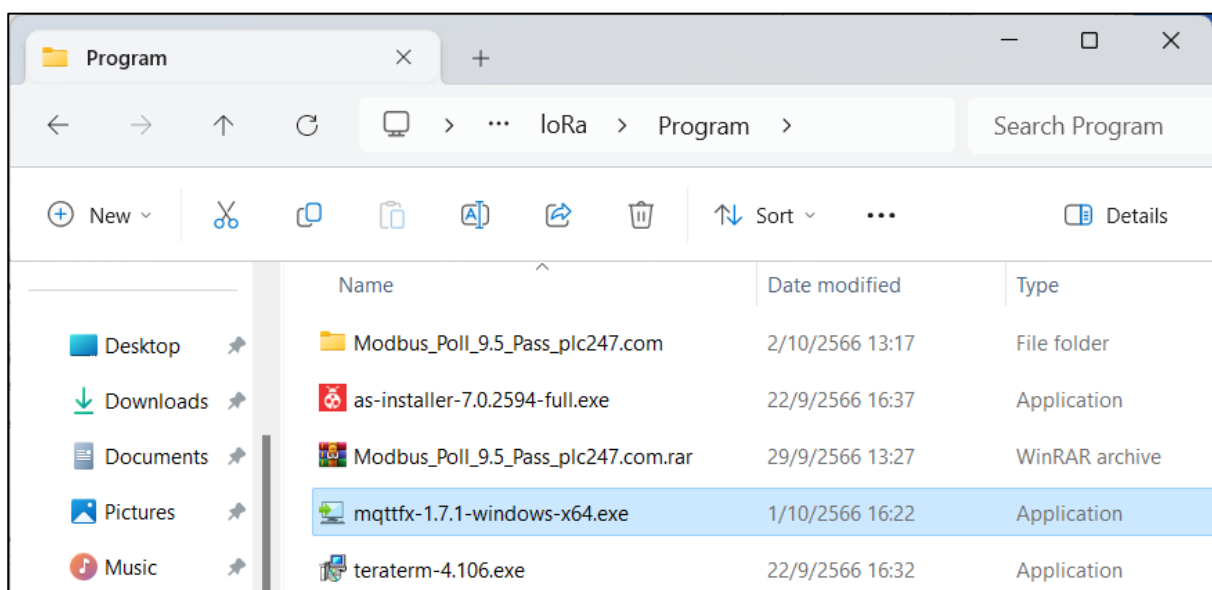 Program
loRa > Program >
Search Program
New
Sort
Details
Name Date modified Type
Desktop
Modbus_Poll_9.5_Pass_plc247.com 2/10/2566 13:17 File folder
Downloads
as-installer-7.0.2594-full.exe 22/9/2566 16:37 Application
Documents
Modbus_Poll_9.5_Pass_plc247.com.rar 29/9/2566 13:27 WinRAR archive
Pictures
mqttfx-1.7.1-windows-x64.exe 1/10/2566 16:22 Application
Music
teraterm-4.106.exe 22/9/2566 16:32 Application